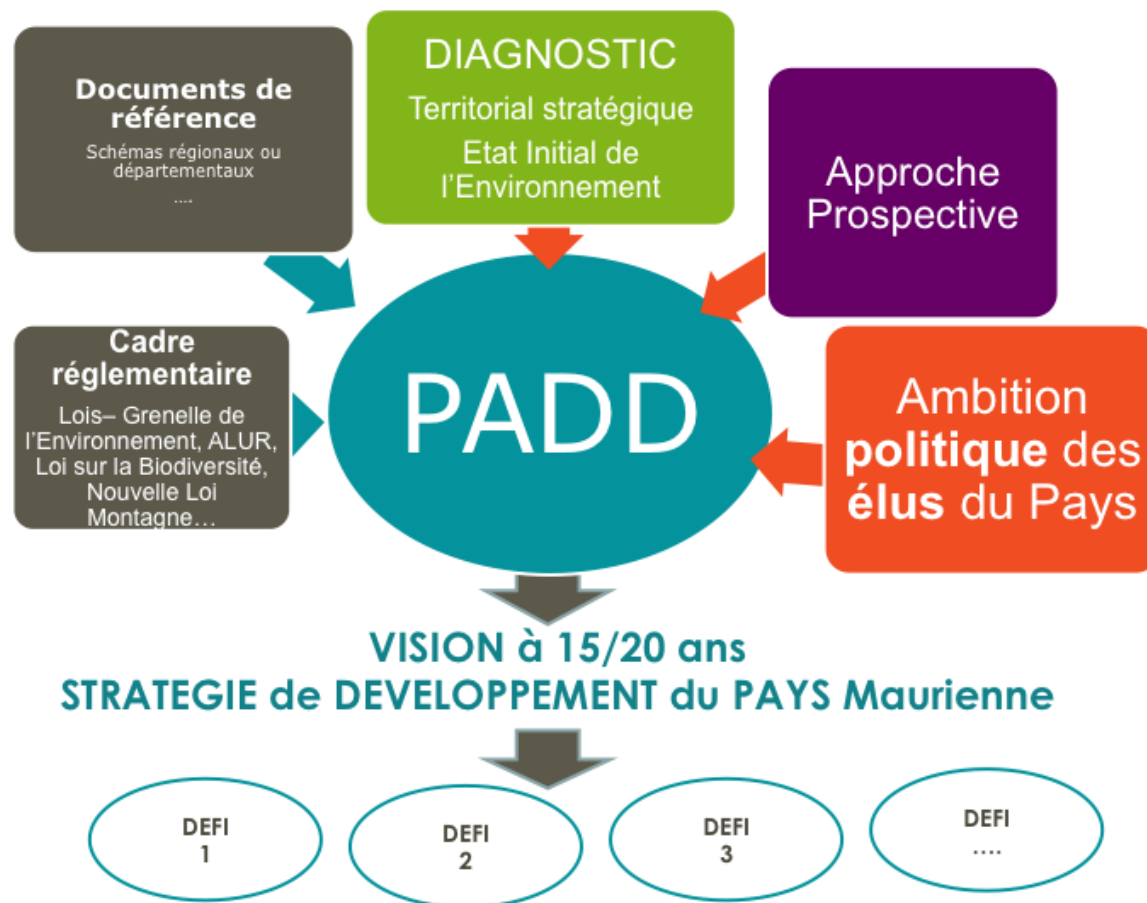 Documents de
référence
Schémas régionaux ou
départementaux
....
DIAGNOSTIC
Territorial stratégique
Etat Initial de
l'Environnement
Approche
Prospective
Cadre
réglementaire
Lois– Grenelle de
l'Environnement, ALUR,
Loi sur la Biodiversité,
Nouvelle Loi
Montagne…
PADD
Ambition
politique des
élus du Pays
VISION à 15/20 ans
STRATEGIE de DEVELOPPEMENT du PAYS Maurienne
DEFI
1
DEFI
2
DEFI
3
DEFI
....